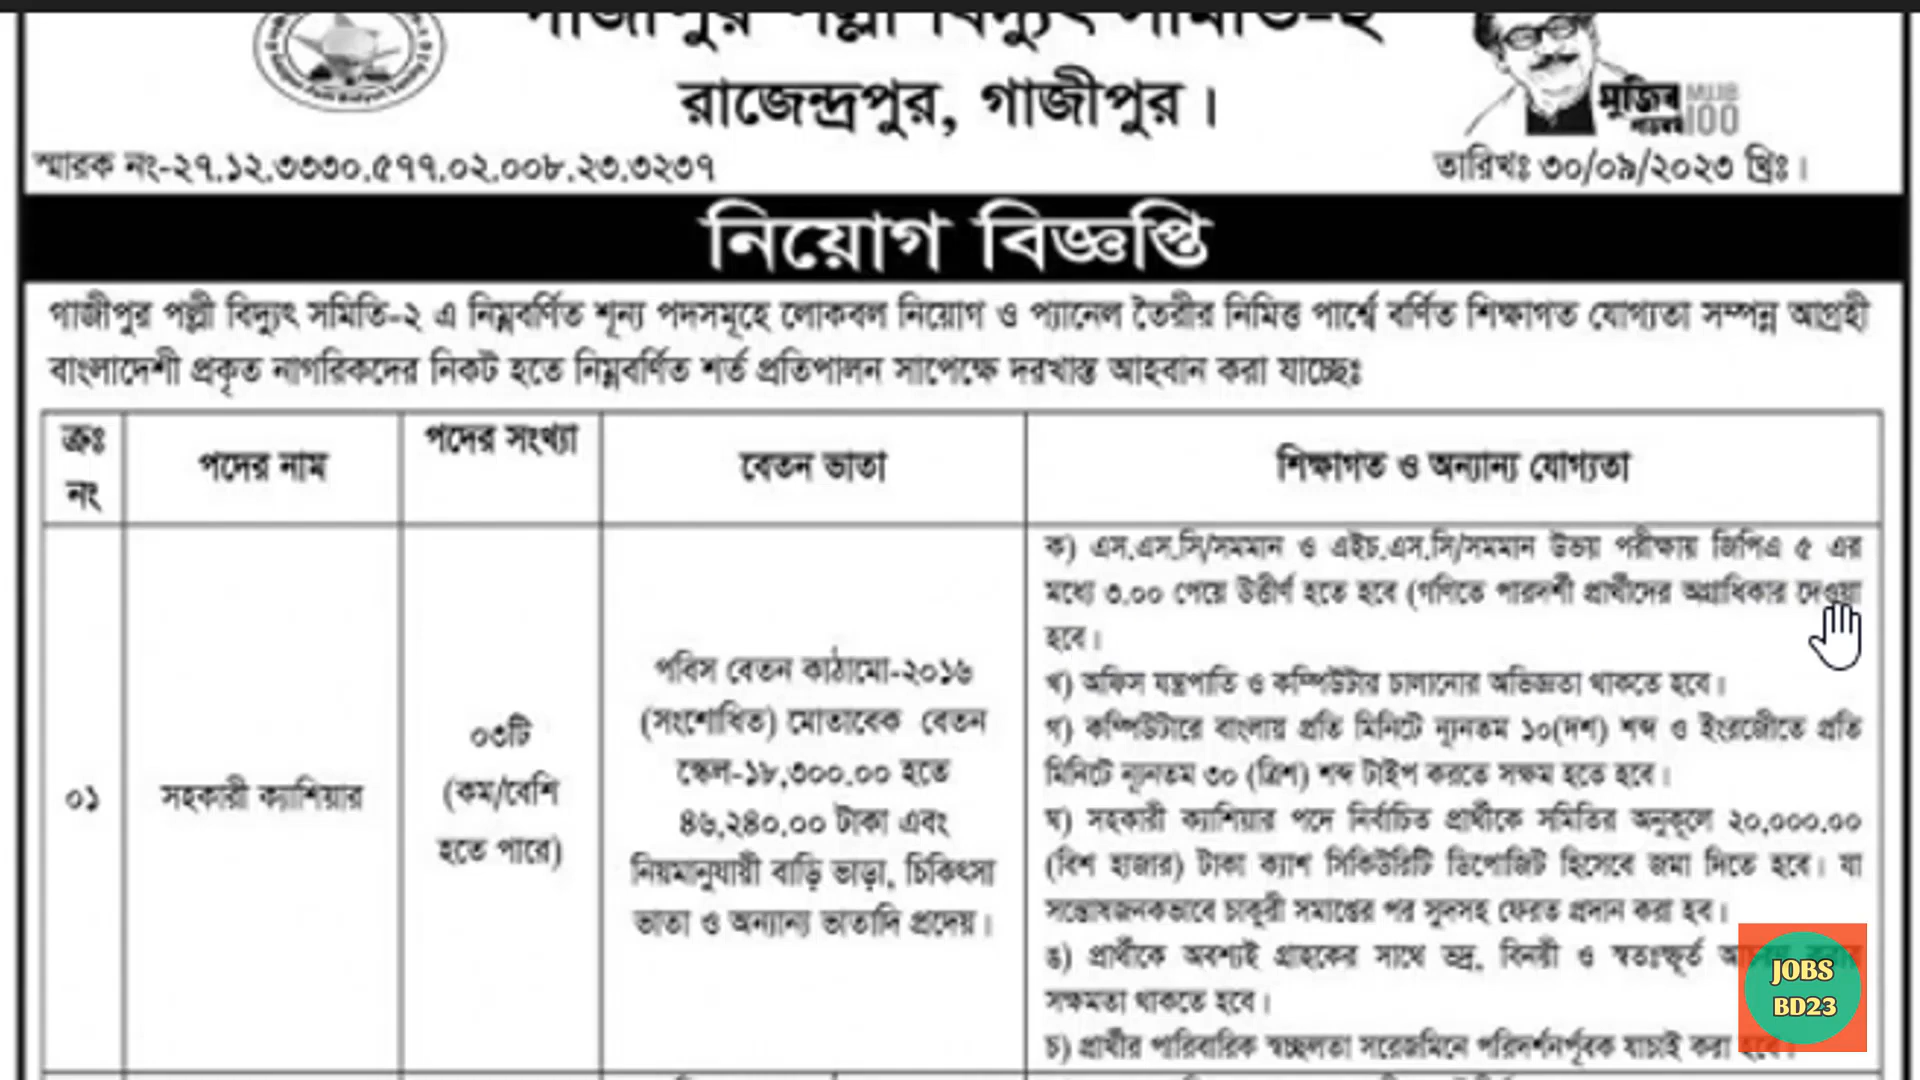 গাজীপুর পল্লী বিদ্যুৎ সমিতি-২
রাজেন্দ্রপুর, গাজীপুর।
মুজিব MUJIB
শতবর্ষ 100
স্মারক নং-২৭.১২.৩৩৩০.৫৭৭.০২.০০৮.২৩.৩২৩৭
তারিখঃ ৩০/০৯/২০২৩ খ্রিঃ।
নিয়োগ বিজ্ঞপ্তি
গাজীপুর পল্লী বিদ্যুৎ সমিতি-২ এ নিম্নবর্ণিত শূন্য পদসমূহে লোকবল নিয়োগ ও প্যানেল তৈরীর নিমিত্ত পার্শ্বে বর্ণিত শিক্ষাগত যোগ্যতা সম্পন্ন আগ্রহী
বাংলাদেশী প্রকৃত নাগরিকদের নিকট হতে নিম্নবর্ণিত শর্ত প্রতিপালন সাপেক্ষে দরখাস্ত আহবান করা যাচ্ছেঃ
ক্রঃ
নং
পদের নাম
পদের সংখ্যা
বেতন ভাতা
শিক্ষাগত ও অন্যান্য যোগ্যতা
০১
সহকারী ক্যাশিয়ার
০৩টি
(কম/বেশি
হতে পারে)
পবিস বেতন কাঠামো-২০১৬
(সংশোধিত) মোতাবেক বেতন
স্কেল-১৮,৩০০.০০ হতে
৪৬,২৪০.০০ টাকা এবং
নিয়মানুযায়ী বাড়ি ভাড়া, চিকিৎসা
ভাতা ও অন্যান্য ভাতাদি প্রদেয়।
ক) এস.এস.সি/সমমান ও এইচ.এস.সি/সমমান উভয় পরীক্ষায় জিপিএ ৫ এর
মধ্যে ৩.০০ পেয়ে উত্তীর্ণ হতে হবে (গণিতে পারদর্শী প্রার্থীদের অগ্রাধিকার দেওয়া
হবে।
খ) অফিস যন্ত্রপাতি ও কম্পিউটার চালানোর অভিজ্ঞতা থাকতে হবে।
গ) কম্পিউটারে বাংলায় প্রতি মিনিটে ন্যূনতম ১০(দশ) শব্দ ও ইংরেজীতে প্রতি
মিনিটে ন্যূনতম ৩০ (ত্রিশ) শব্দ টাইপ করতে সক্ষম হতে হবে।
ঘ) সহকারী ক্যাশিয়ার পদে নির্বাচিত প্রার্থীকে সমিতির অনুকূলে ২০,০০০.০০
(বিশ হাজার) টাকা ক্যাশ সিকিউরিটি ডিপোজিট হিসেবে জমা দিতে হবে। যা
সন্তোষজনকভাবে চাকুরী সমাপ্তের পর সুদসহ ফেরত প্রদান করা হব।
ঙ) প্রার্থীকে অবশ্যই গ্রাহকের সাথে ভদ্র, বিনয়ী ও স্বতঃস্ফূর্ত
সক্ষমতা থাকতে হবে।
চ) প্রার্থীর পারিবারিক স্বচ্ছলতা সরেজমিনে পরিদর্শনপূর্বক যাচাই করা হবে।
JOBS
BD23